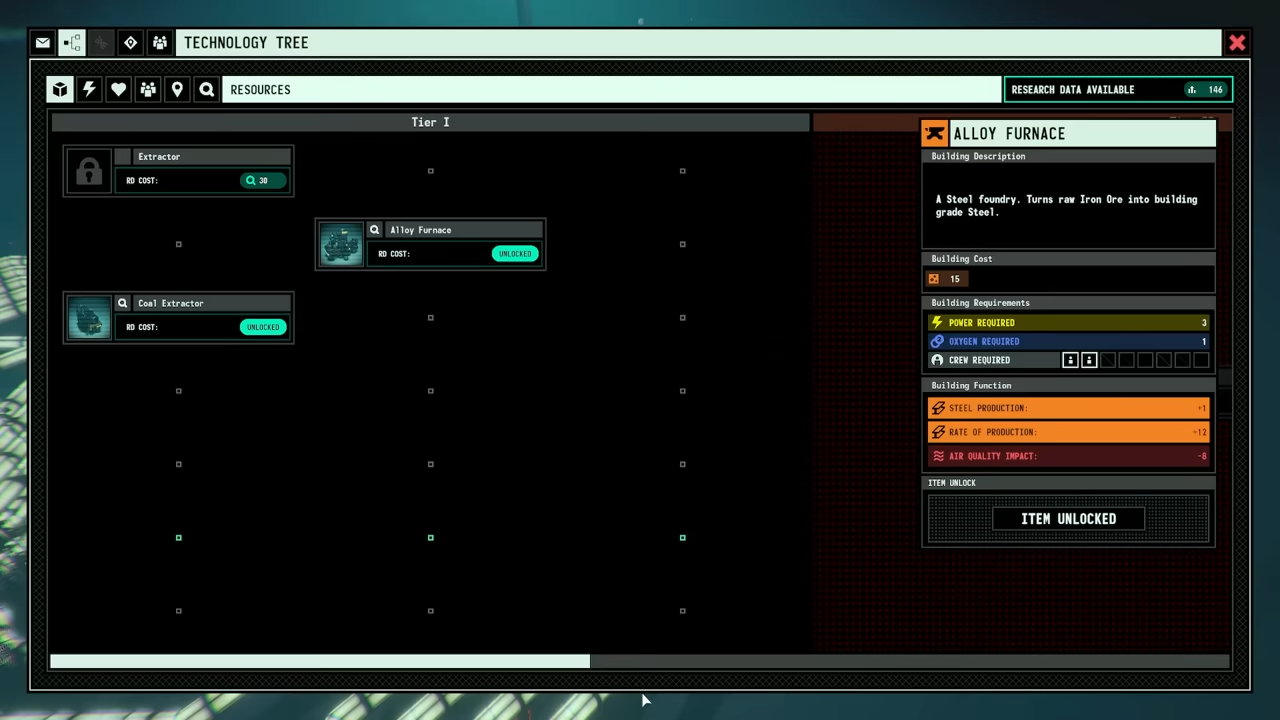 TECHNOLOGY TREE
RESOURCES
RESEARCH DATA AVAILABLE 146
Tier I
Extractor
RD COST: 30
Alloy Furnace
RD COST: UNLOCKED
Coal Extractor
RD COST: UNLOCKED
ALLOY FURNACE
Building Description
A Steel foundry. Turns raw Iron Ore into building
grade Steel.
Building Cost
15
Building Requirements
POWER REQUIRED 3
OXYGEN REQUIRED 1
CREW REQUIRED
Building Function
STEEL PRODUCTION: +1
RATE OF PRODUCTION: +12
AIR QUALITY IMPACT: -8
ITEM UNLOCK
ITEM UNLOCKED